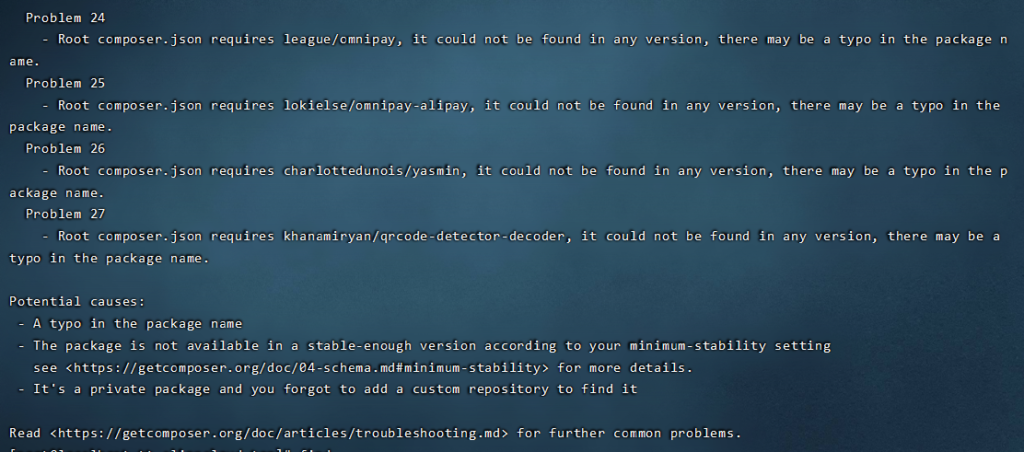 Problem 24
- Root composer.json requires league/omnipay, it could not be found in any version, there may be a typo in the package n
ame.
Problem 25
- Root composer.json requires lokielse/omnipay-alipay, it could not be found in any version, there may be a typo in the
package name.
Problem 26
- Root composer.json requires charlottedunois/yasmin, it could not be found in any version, there may be a typo in the p
ackage name.
Problem 27
- Root composer.json requires khanamiryan/qrcode-detector-decoder, it could not be found in any version, there may be a
typo in the package name.
Potential causes:
- A typo in the package name
- The package is not available in a stable-enough version according to your minimum-stability setting
see <https://getcomposer.org/doc/04-schema.md#minimum-stability> for more details.
- It's a private package and you forgot to add a custom repository to find it
Read <https://getcomposer.org/doc/articles/troubleshooting.md> for further common problems.